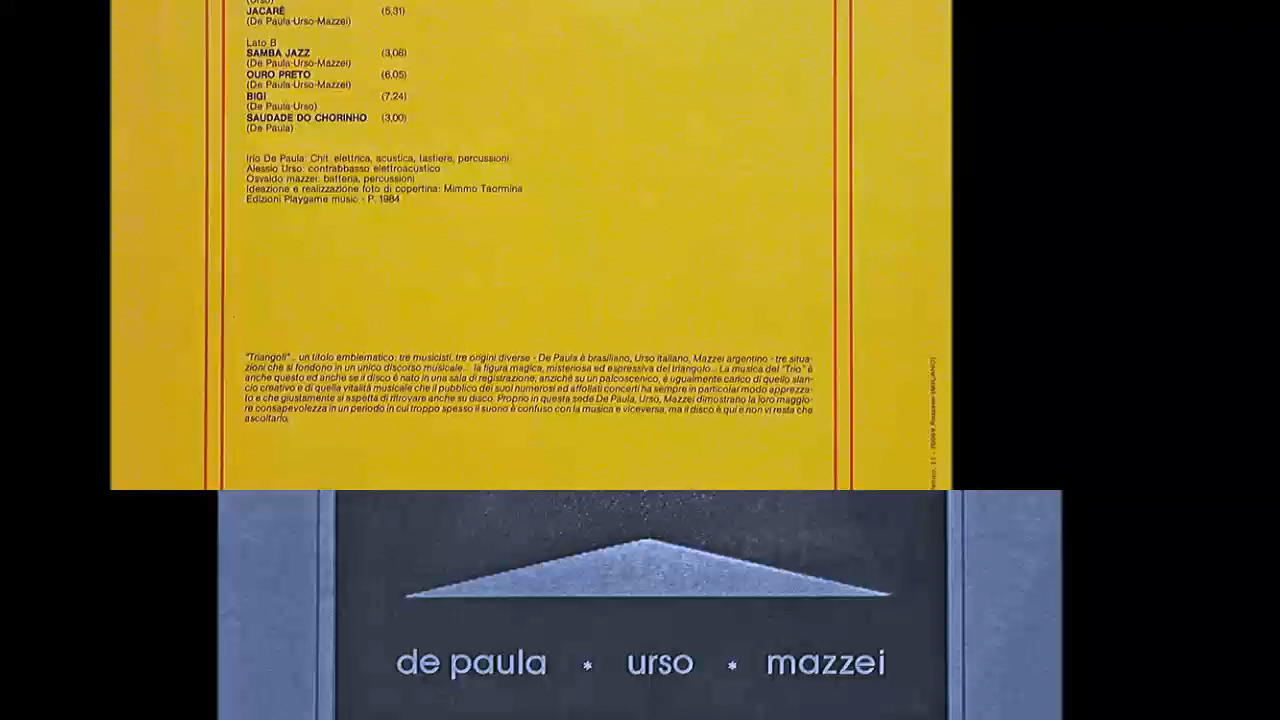 (Urso)
JACARÈ (5,31)
(De Paula-Urso-Mazzei)
Lato B
SAMBA JAZZ (3,06)
(De Paula-Urso-Mazzei)
OURO PRETO (6,05)
(De Paula-Urso-Mazzei)
BIGI (7,24)
(De Paula-Urso)
SAUDADE DO CHORINHO (3,00)
(De Paula)
Irio De Paula: Chit. elettrica, acustica, tastiere, percussioni
Alessio Urso: contrabbasso elettroacustico
Osvaldo mazzei: batteria, percussioni
Ideazione e realizzazione foto di copertina: Mimmo Taormina
Edizioni Playgame music - P. 1984
"Triangoli"... un titolo emblematico: tre musicisti, tre origini diverse - De Paula è brasiliano, Urso italiano, Mazzei argentino - tre situa-
zioni che si fondono in un unico discorso musicale... la figura magica, misteriosa ed espressiva del triangolo... La musica del "Trio" è
anche questo ed anche se il disco è nato in una sala di registrazione, anziché su un palcoscenico, è ugualmente carico di quello slan-
cio creativo e di quella vitalità musicale che il pubblico dei suoi numerosi ed affollati concerti ha sempre in particolar modo apprezza-
to e che giustamente si aspetta di ritrovare anche su disco. Proprio in questa sede De Paula, Urso, Mazzei dimostrano la loro maggio-
re consapevolezza in un periodo in cui troppo spesso il suono è confuso con la musica e viceversa, ma il disco è qui e non vi resta che
ascoltarlo.
de paula * urso * mazzei